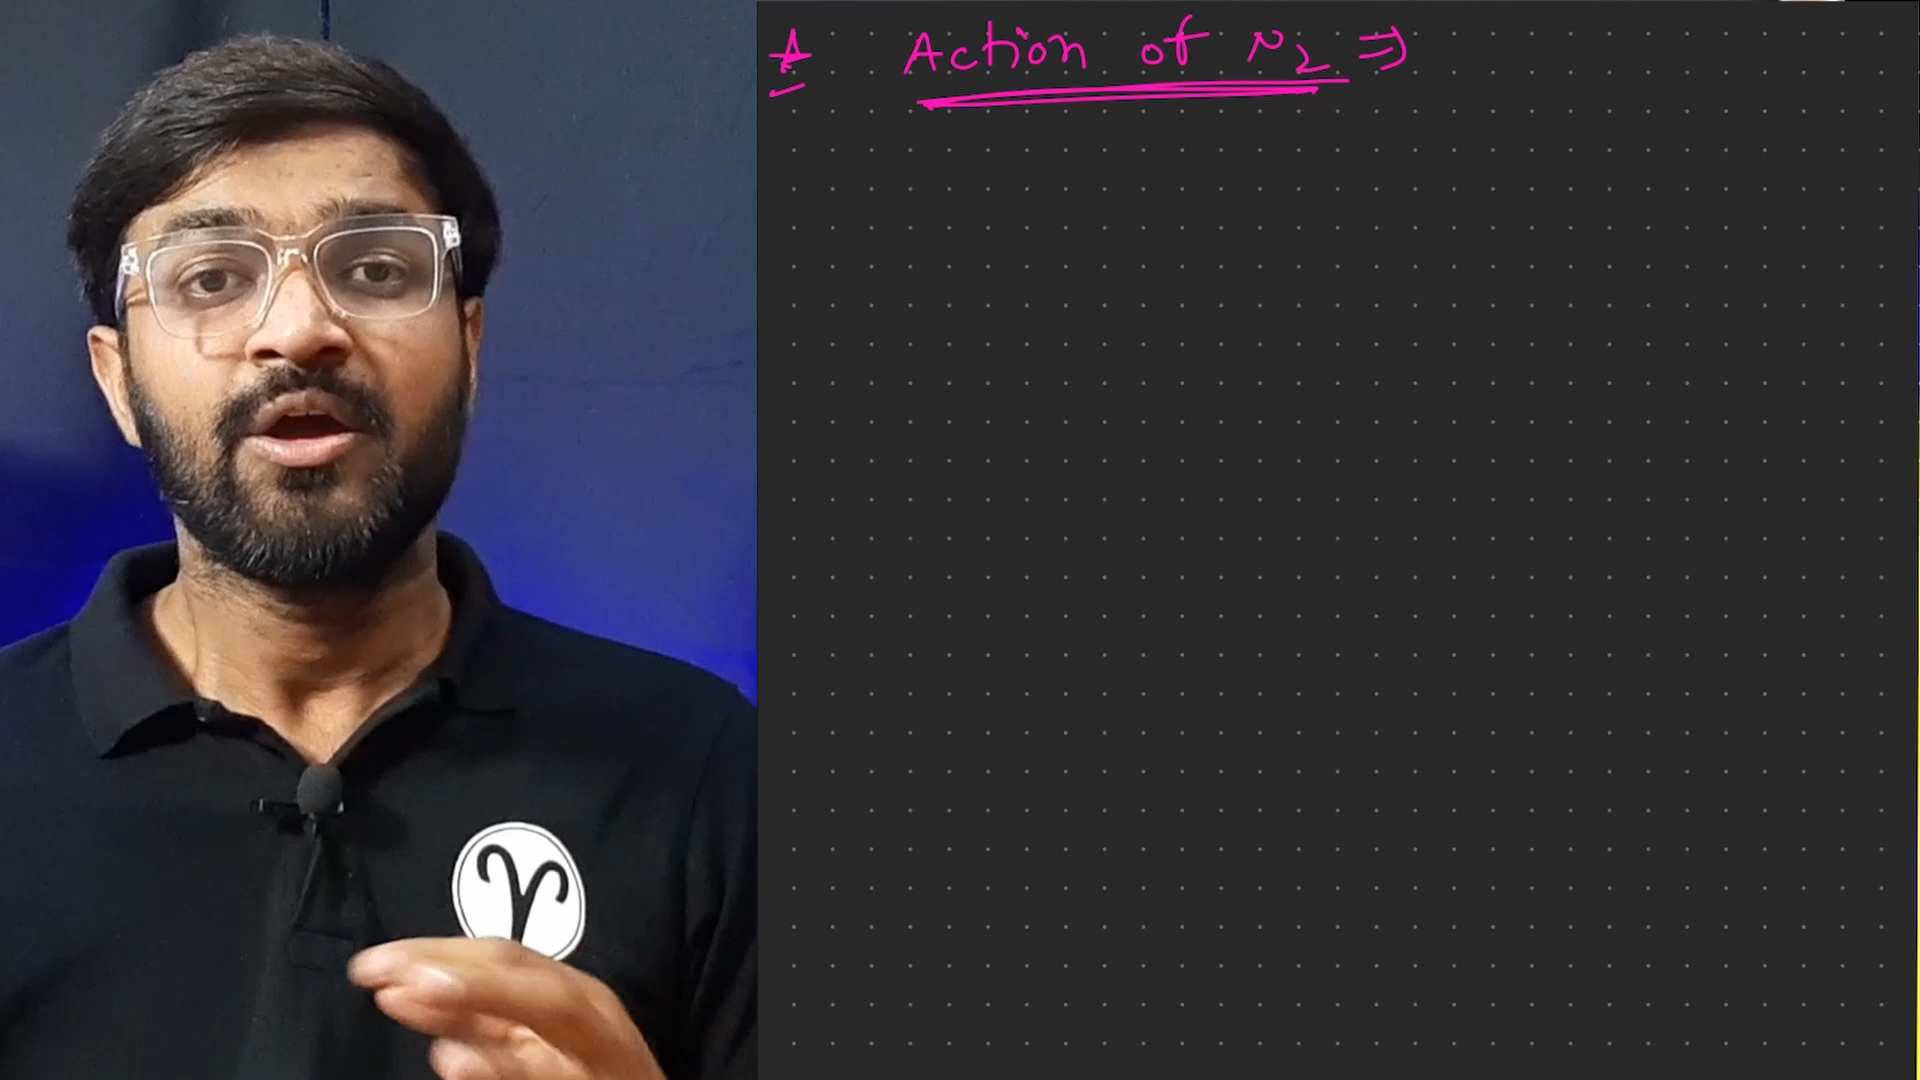 * Action of N₂ ⇒